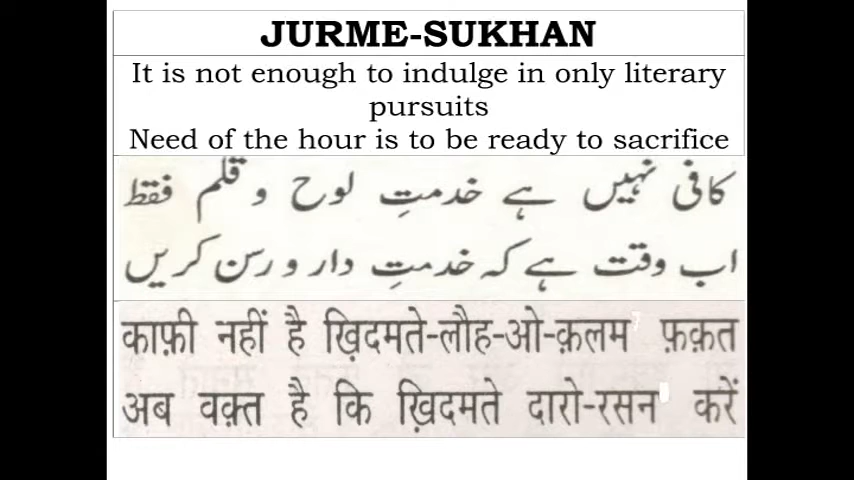 JURME-SUKHAN
It is not enough to indulge in only literary
pursuits
Need of the hour is to be ready to sacrifice
کافی نہیں ہے خدمتِ لوح و قلم فقط
اب وقت ہے کہ خدمتِ دار و رسن کریں
काफ़ी नहीं है ख़िदमते-लौह-ओ-क़लम फ़क़त
अब वक़्त है कि ख़िदमते दारो-रसन करें